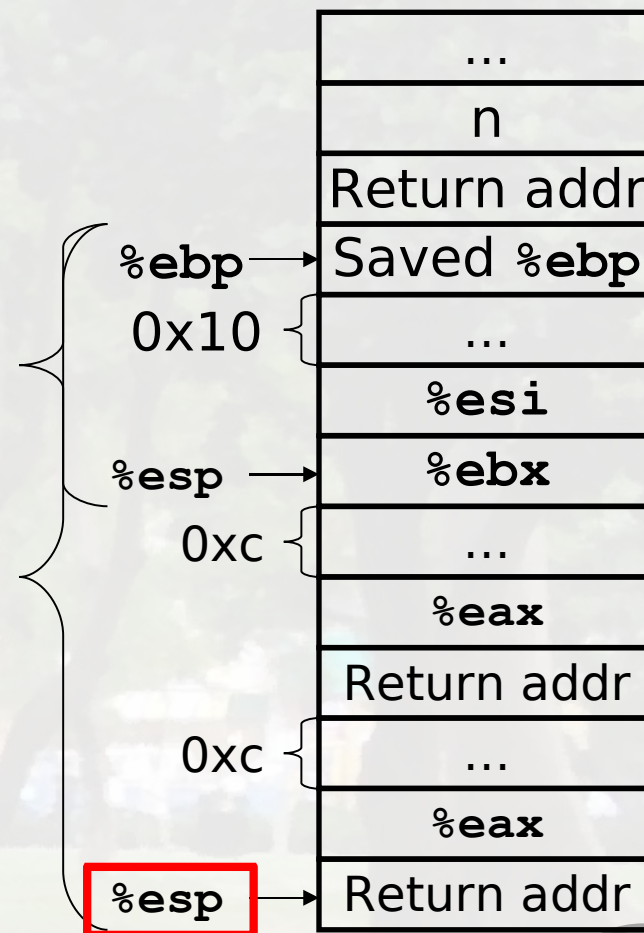 ...
n
Return addr
%ebp Saved %ebp
0x10 ...
%esi
%esp %ebx
0xc ...
%eax
Return addr
0xc ...
%eax
%esp Return addr